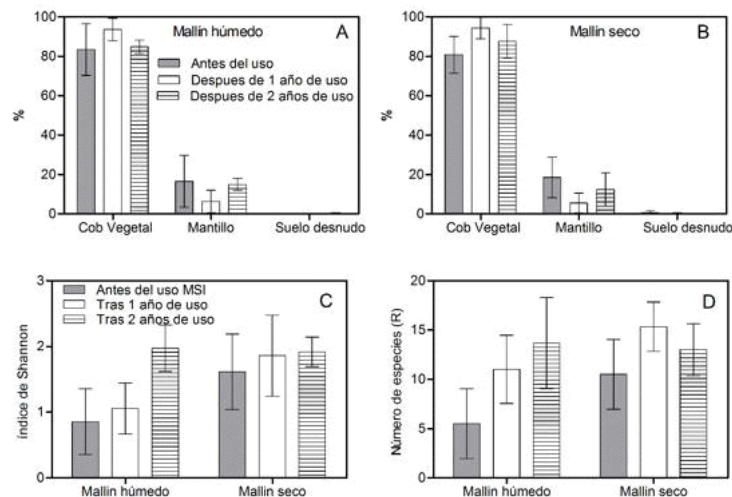 Mallín húmedo
A
Antes del uso
Despues de 1 año de uso
Despues de 2 años de uso
%
100
80
60
40
20
0
Cob Vegetal
Mantillo
Suelo desnudo
Mallín seco
B
%
100
80
60
40
20
0
Cob Vegetal
Mantillo
Suelo desnudo
Antes del uso MSI
Tras 1 año de uso
Tras 2 años de uso
C
índice de Shannon
3
2
1
0
Mallin húmedo
Mallin seco
D
Número de especies (R)
20
15
10
5
0
Mallin húmedo
Mallin seco